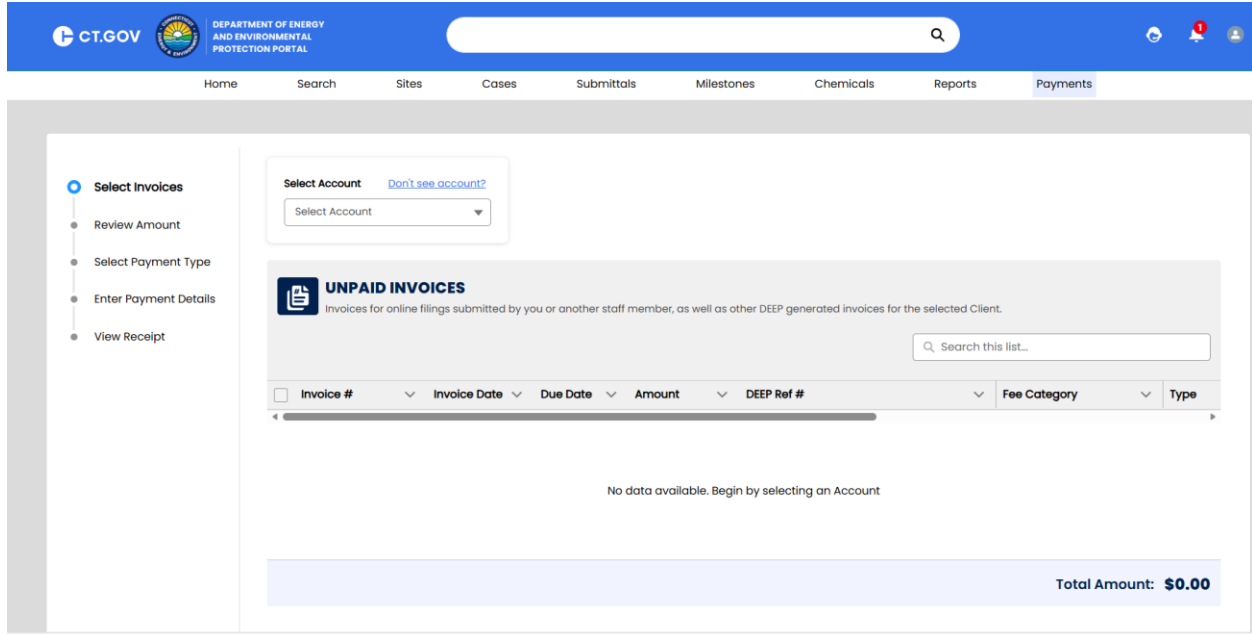 CT.GOV
DEPARTMENT OF ENERGY
AND ENVIRONMENTAL
PROTECTION PORTAL
1
Home Search Sites Cases Submittals Milestones Chemicals Reports Payments
Select Invoices
Review Amount
Select Payment Type
Enter Payment Details
View Receipt
Select Account Don't see account?
Select Account
UNPAID INVOICES
Invoices for online filings submitted by you or another staff member, as well as other DEEP generated invoices for the selected Client.
Search this list...
Invoice # Invoice Date Due Date Amount DEEP Ref # Fee Category Type
No data available. Begin by selecting an Account
Total Amount: $0.00